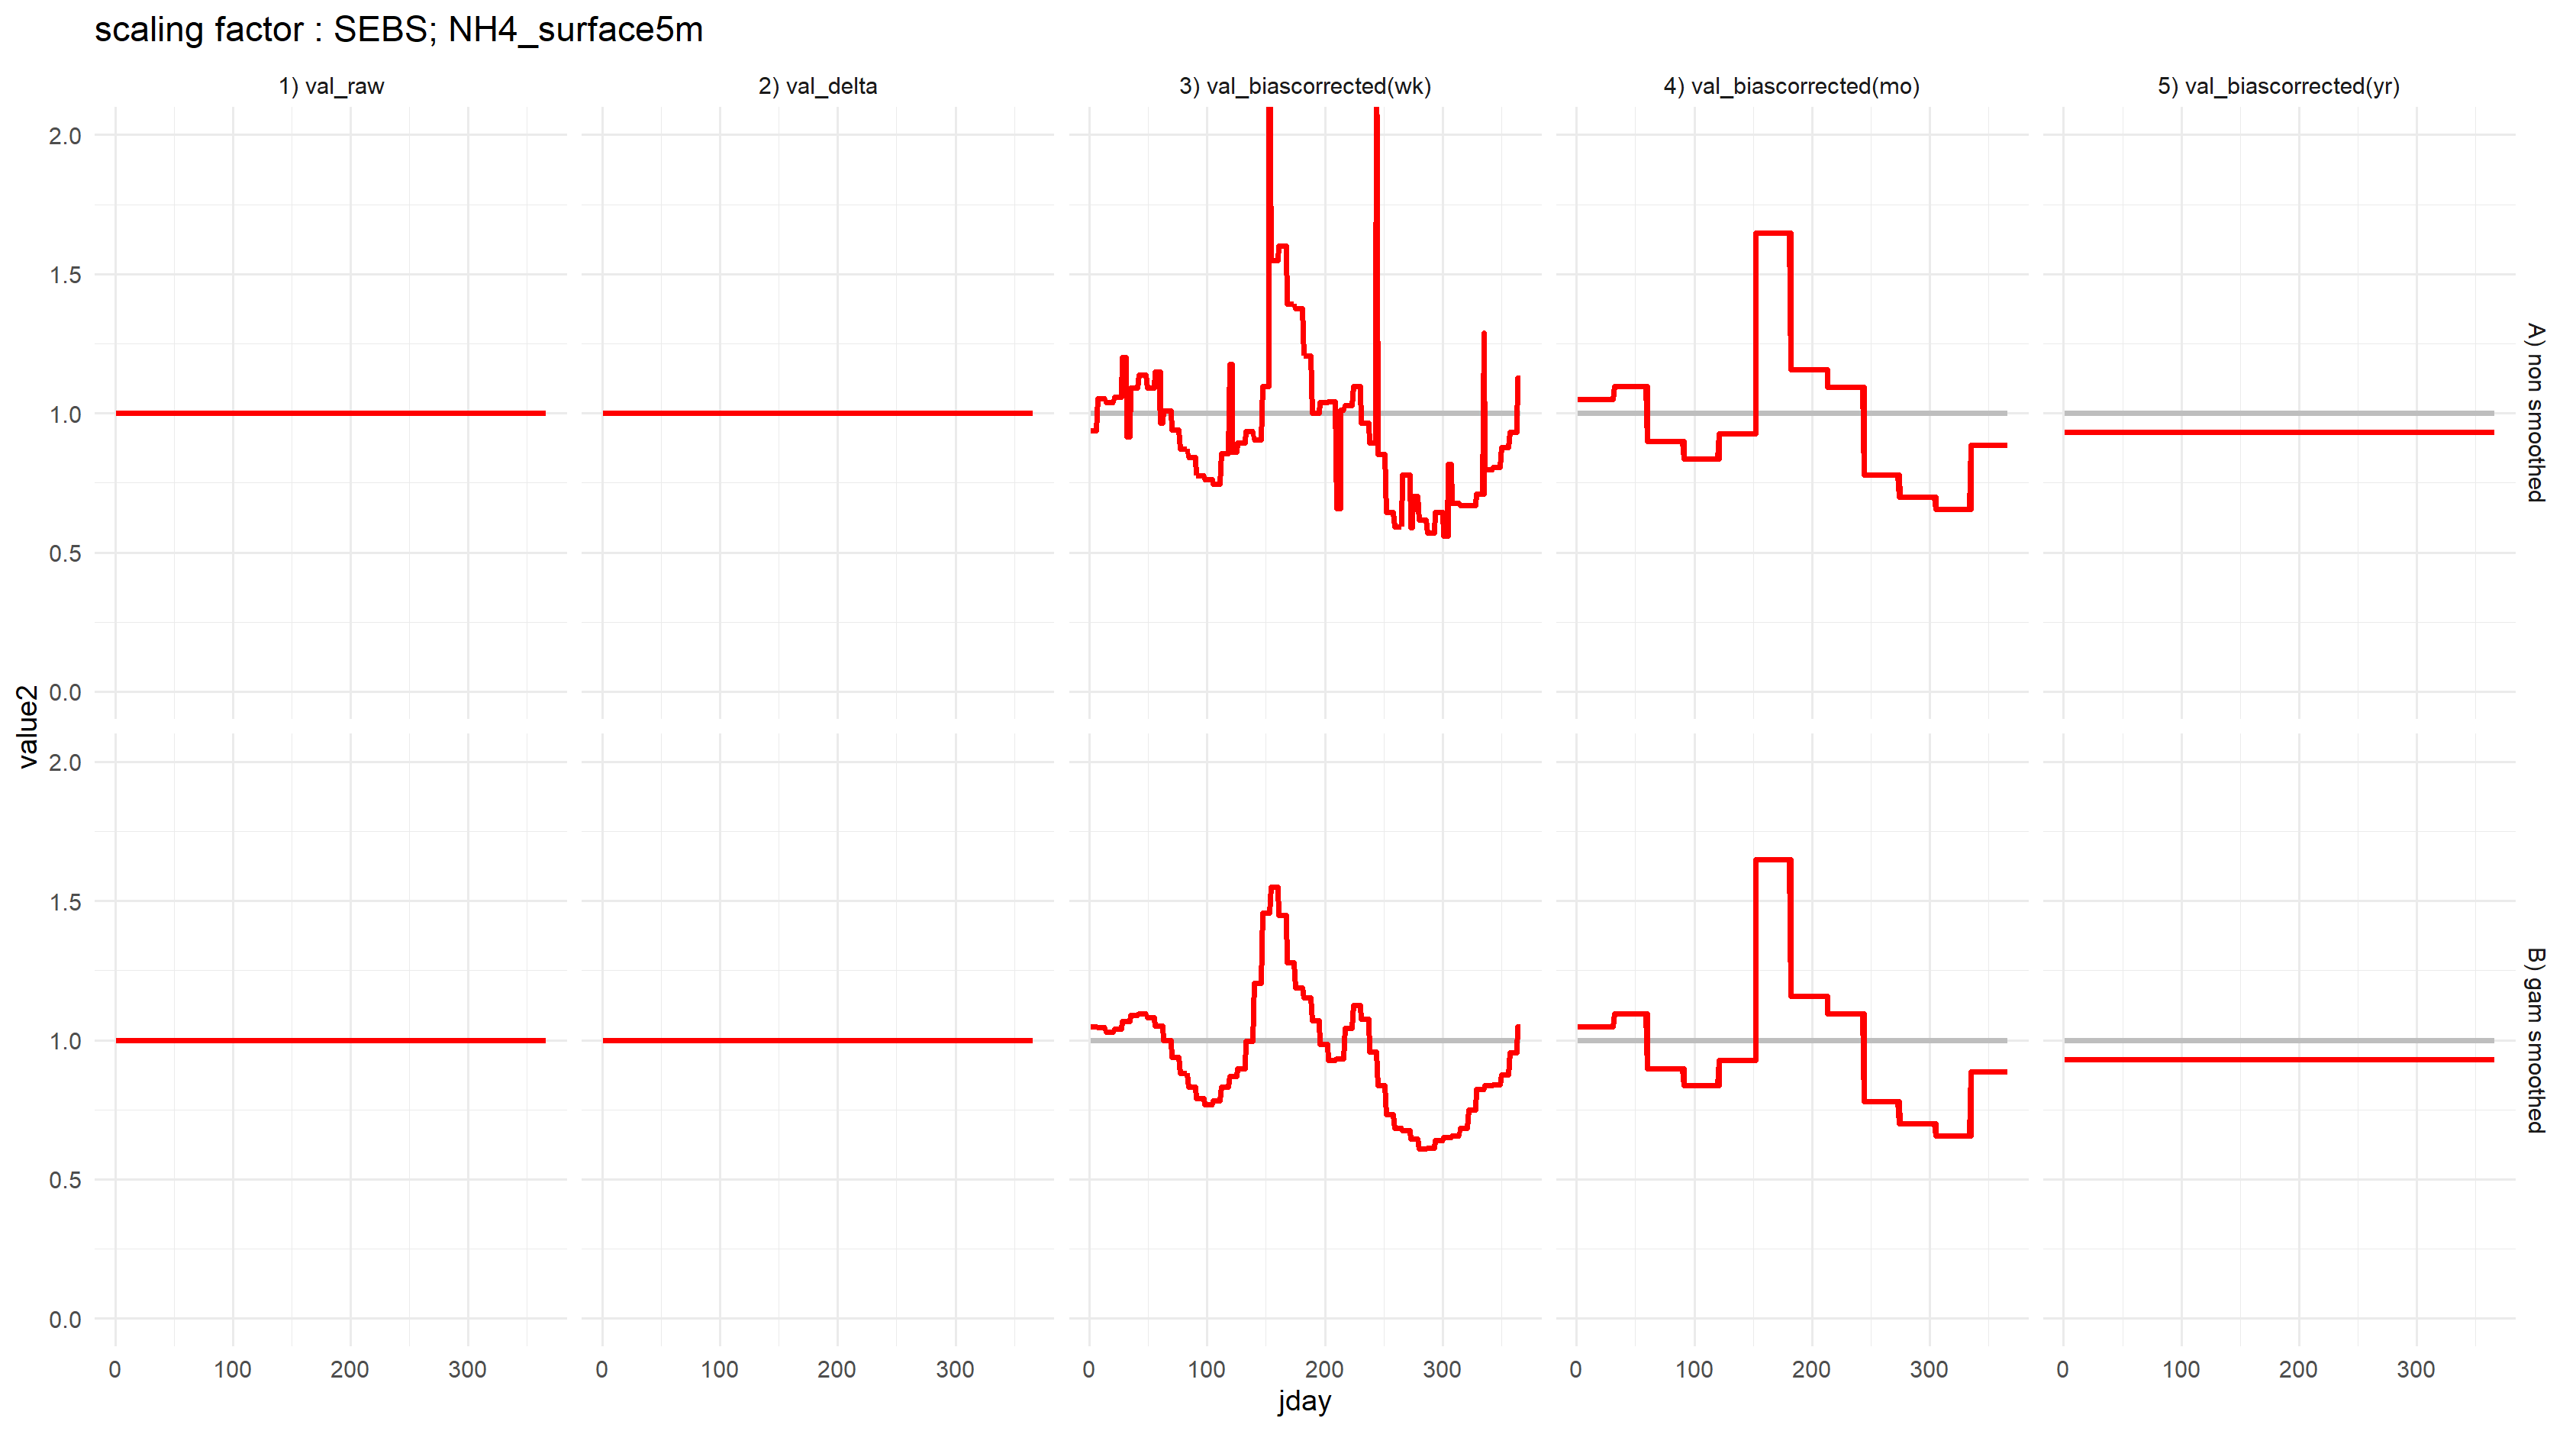 scaling factor : SEBS; NH4_surface5m
1) val_raw
2) val_delta
3) val_biascorrected(wk)
4) val_biascorrected(mo)
5) val_biascorrected(yr)
2.0
1.5
1.0
0.5
0.0
A) non smoothed
value2
2.0
1.5
1.0
0.5
0.0
B) gam smoothed
0 100 200 300
0 100 200 300
0 100 200 300
0 100 200 300
0 100 200 300
jday